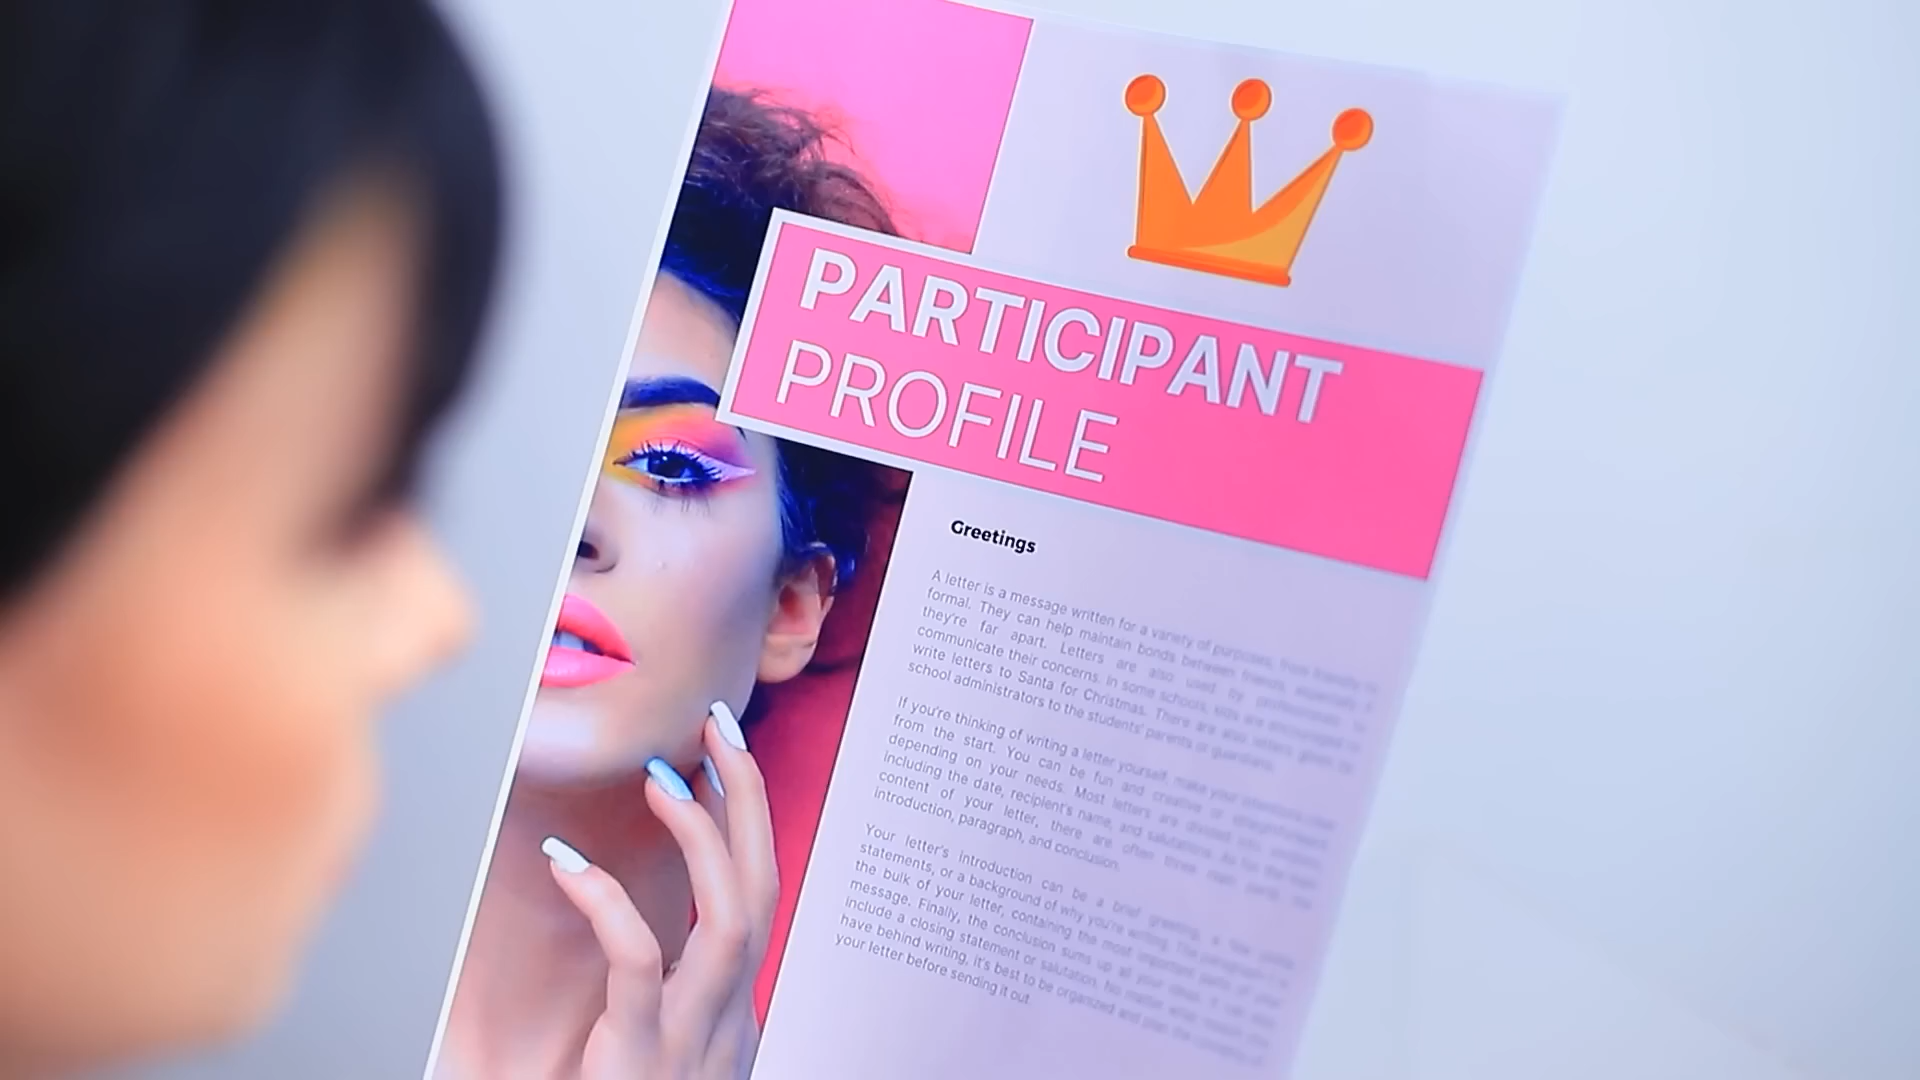 PARTICIPANT
PROFILE
Greetings
A letter is a message written for a variety of purposes, from friendly to
formal. They can help maintain bonds between friends, especially if
they're far apart. Letters are also used by professionals to
communicate their concerns. In some schools, kids are encouraged to
write letters to Santa for Christmas. There are also letters given by
school administrators to the students' parents or guardians.
If you're thinking of writing a letter yourself, make your intentions clear
from the start. You can be fun and creative or straightforward,
depending on your needs. Most letters are divided into sections,
including the date, recipient's name, and salutations. As for the main
content of your letter, there are often three main parts: the
introduction, paragraph, and conclusion.
Your letter's introduction can be a brief greeting, a few
statements, or a background of why you're writing. The paragraph is
the bulk of your letter, containing the most important parts of your
message. Finally, the conclusion sums up all your ideas. It can also
include a closing statement or salutation. No matter what reason you
have behind writing, it's best to be organized and plan the contents of
your letter before sending it out.